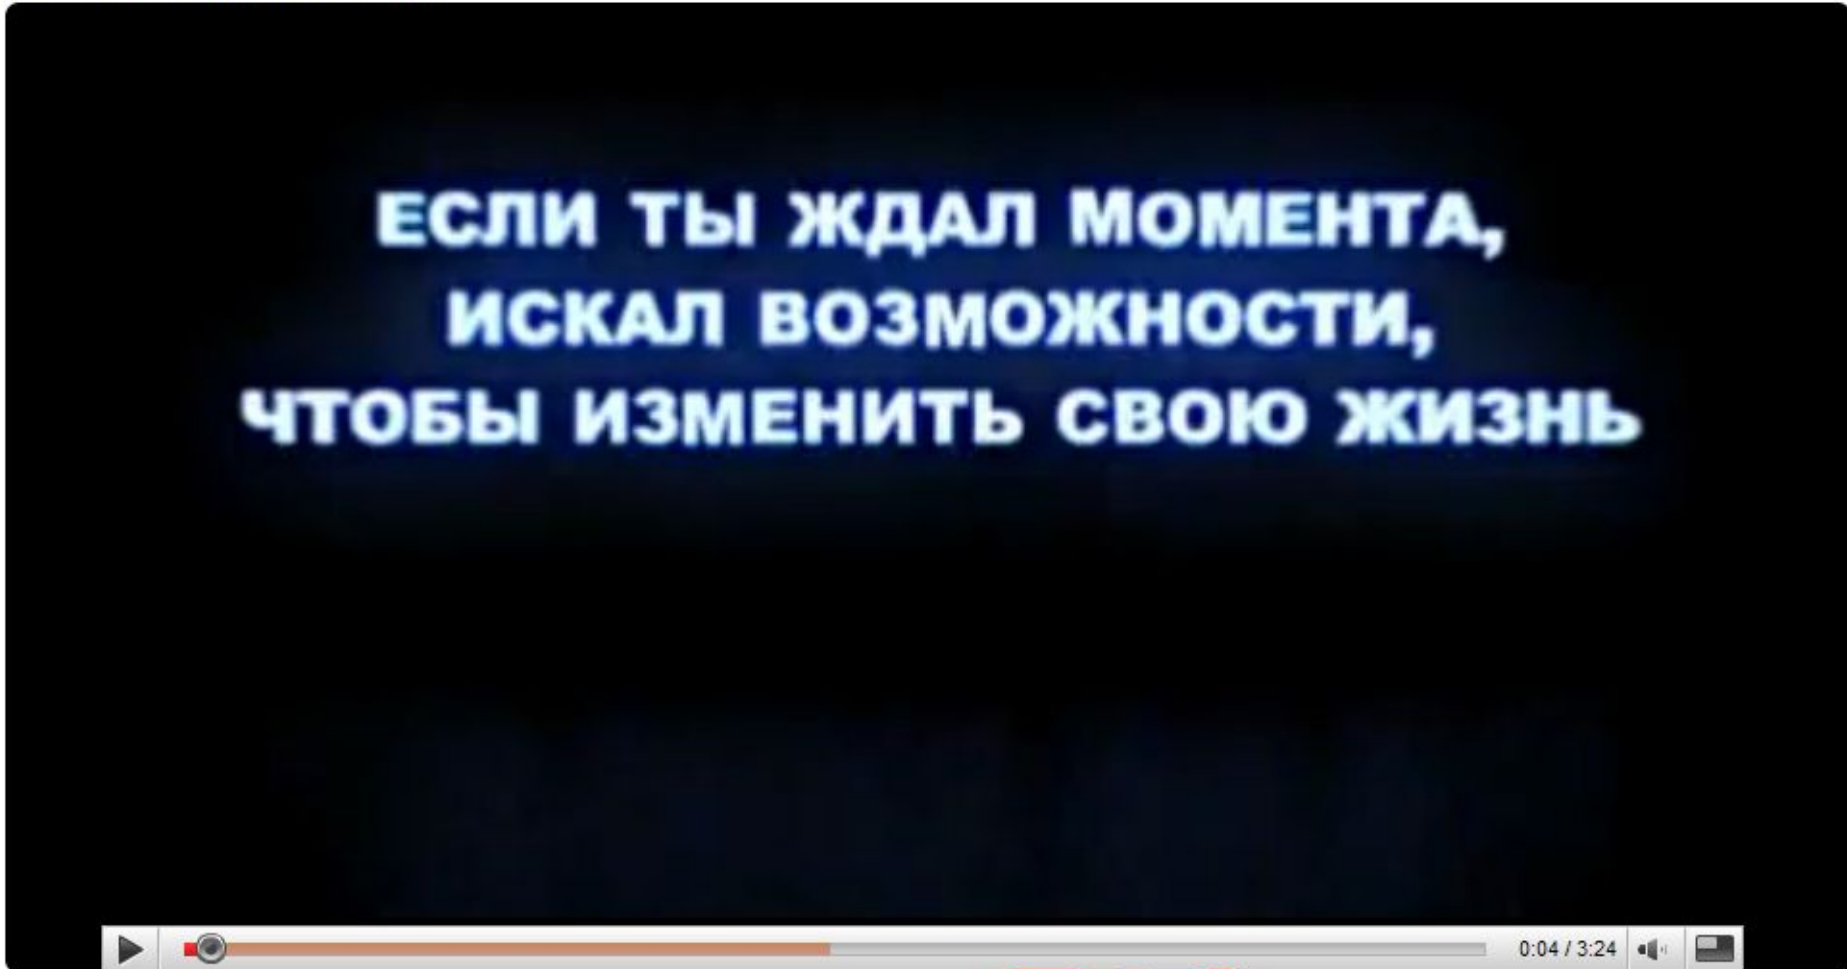 ЕСЛИ ТЫ ЖДАЛ МОМЕНТА,
ИСКАЛ ВОЗМОЖНОСТИ,
ЧТОБЫ ИЗМЕНИТЬ СВОЮ ЖИЗНЬ
0:04 / 3:24